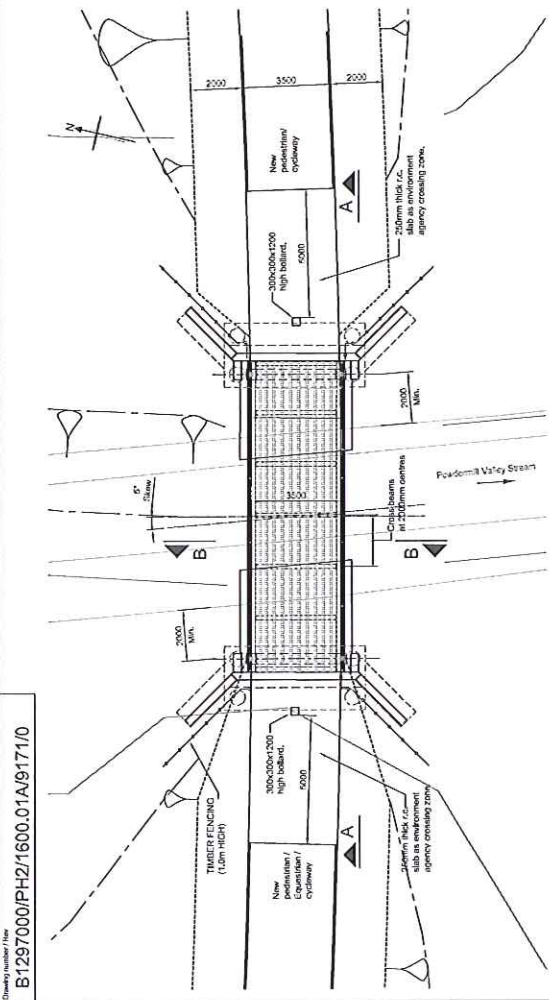 Drawing number / Rev
B1297000/PH2/1600.01A/9171/0
2000
3500
2000
N
New
pedestrian/
cycleway
A
5000
250mm thick r.c.
slab as environment
agency crossing zone.
300x300x1200
high bollard.
2000
Min.
6°
Skew
3500
Powdermill Valley Stream
B
Cross-beams
at 2000mm centres
B
2000
Min.
TIMBER FENCING
(1.0m HIGH)
300x300x1200
high bollard.
5000
250mm thick r.c.
slab as environment
agency crossing zone.
New
pedestrian /
Equestrian /
cycleway
A